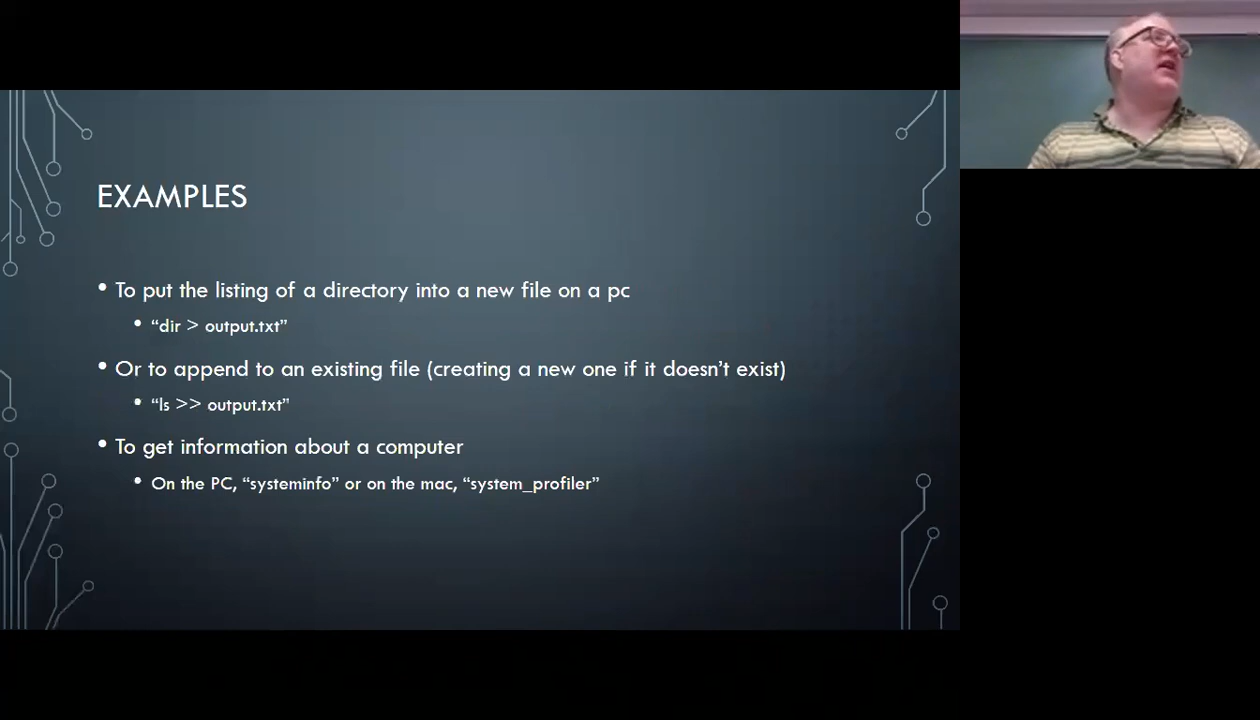 EXAMPLES
• To put the listing of a directory into a new file on a pc
• “dir > output.txt”
• Or to append to an existing file (creating a new one if it doesn’t exist)
• “ls >> output.txt”
• To get information about a computer
• On the PC, “systeminfo” or on the mac, “system_profiler”